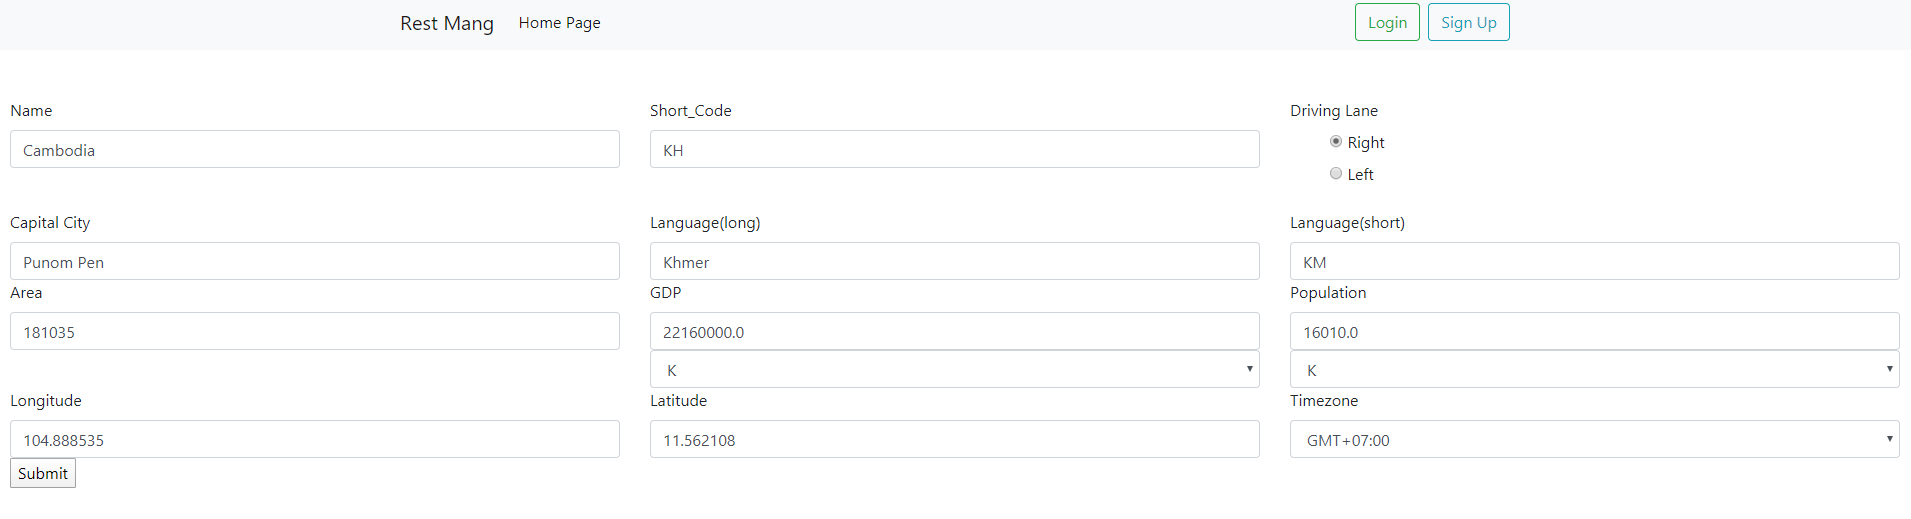 Rest Mang Home Page Login Sign Up
Name Short_Code Driving Lane
Cambodia KH Right
Left
Capital City Language(long) Language(short)
Punom Pen Khmer KM
Area GDP Population
181035 22160000.0 16010.0
K K
Longitude Latitude Timezone
104.888535 11.562108 GMT+07:00
Submit